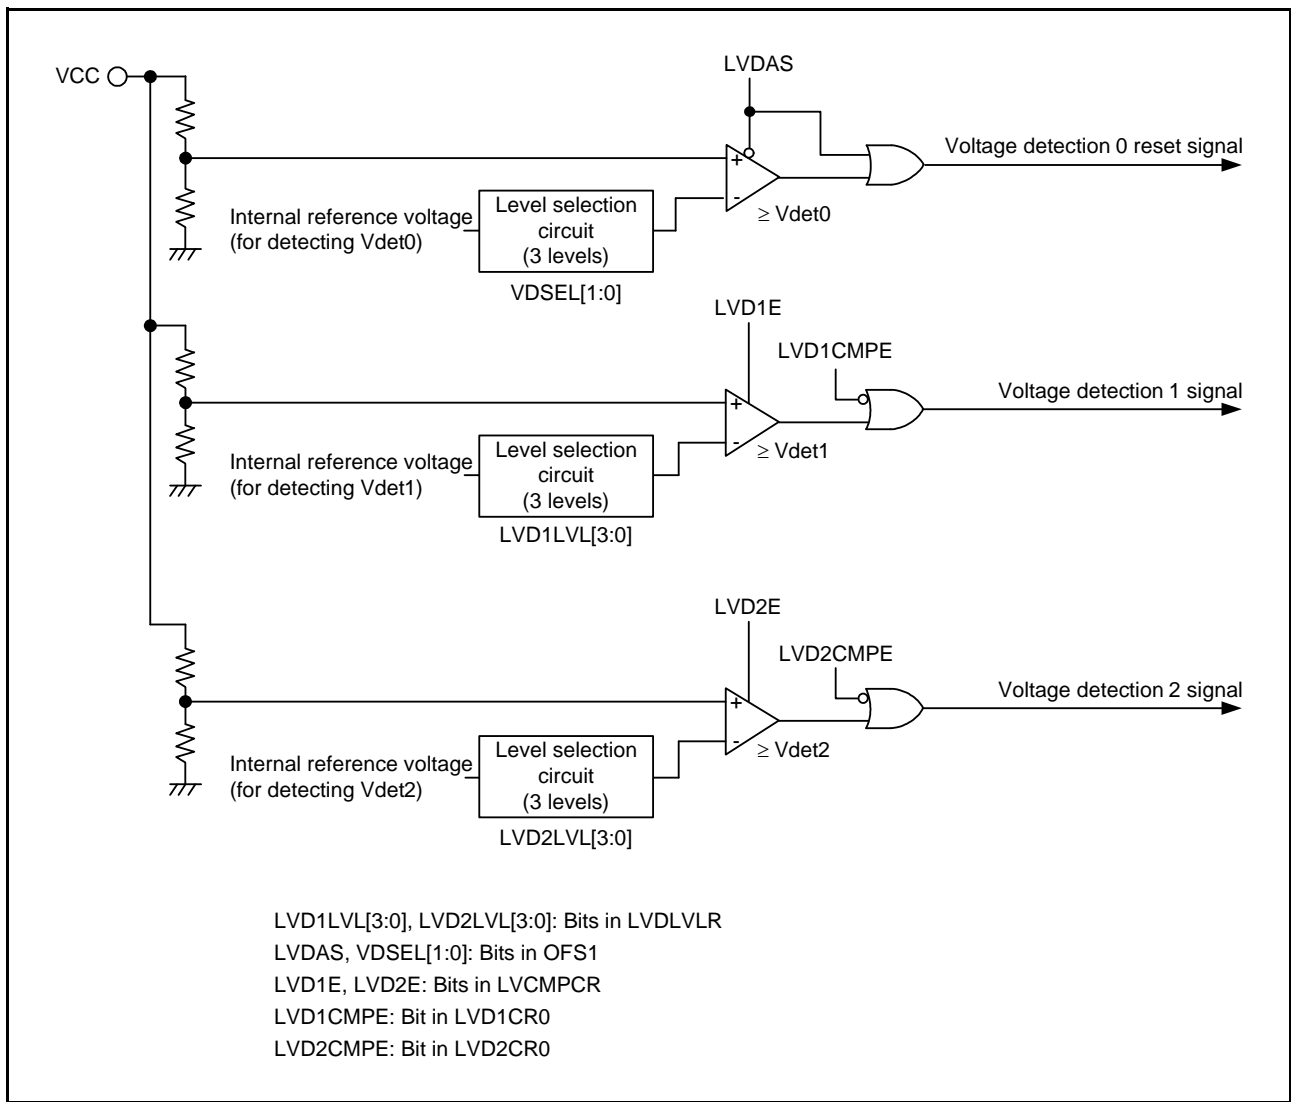 VCC
LVDAS
Voltage detection 0 reset signal
+
-
≥ Vdet0
Internal reference voltage
(for detecting Vdet0)
Level selection
circuit
(3 levels)
VDSEL[1:0]
LVD1E
LVD1CMPE
Voltage detection 1 signal
+
-
≥ Vdet1
Internal reference voltage
(for detecting Vdet1)
Level selection
circuit
(3 levels)
LVD1LVL[3:0]
LVD2E
LVD2CMPE
Voltage detection 2 signal
+
-
≥ Vdet2
Internal reference voltage
(for detecting Vdet2)
Level selection
circuit
(3 levels)
LVD2LVL[3:0]
LVD1LVL[3:0], LVD2LVL[3:0]: Bits in LVDLVLR
LVDAS, VDSEL[1:0]: Bits in OFS1
LVD1E, LVD2E: Bits in LVCMPCR
LVD1CMPE: Bit in LVD1CR0
LVD2CMPE: Bit in LVD2CR0